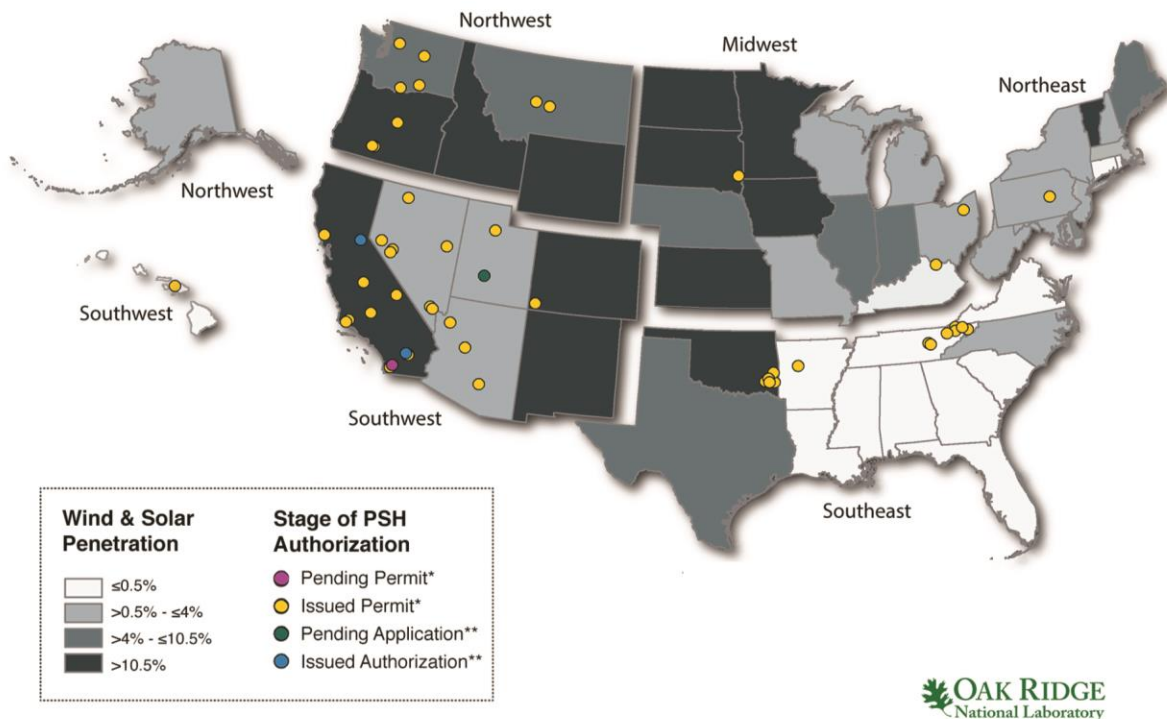 Northwest
Midwest
Northeast
Northwest
Southwest
Southwest
Southeast
Wind & Solar
Penetration
≤0.5%
>0.5% - ≤4%
>4% - ≤10.5%
>10.5%
Stage of PSH
Authorization
Pending Permit*
Issued Permit*
Pending Application**
Issued Authorization**
OAK RIDGE
National Laboratory